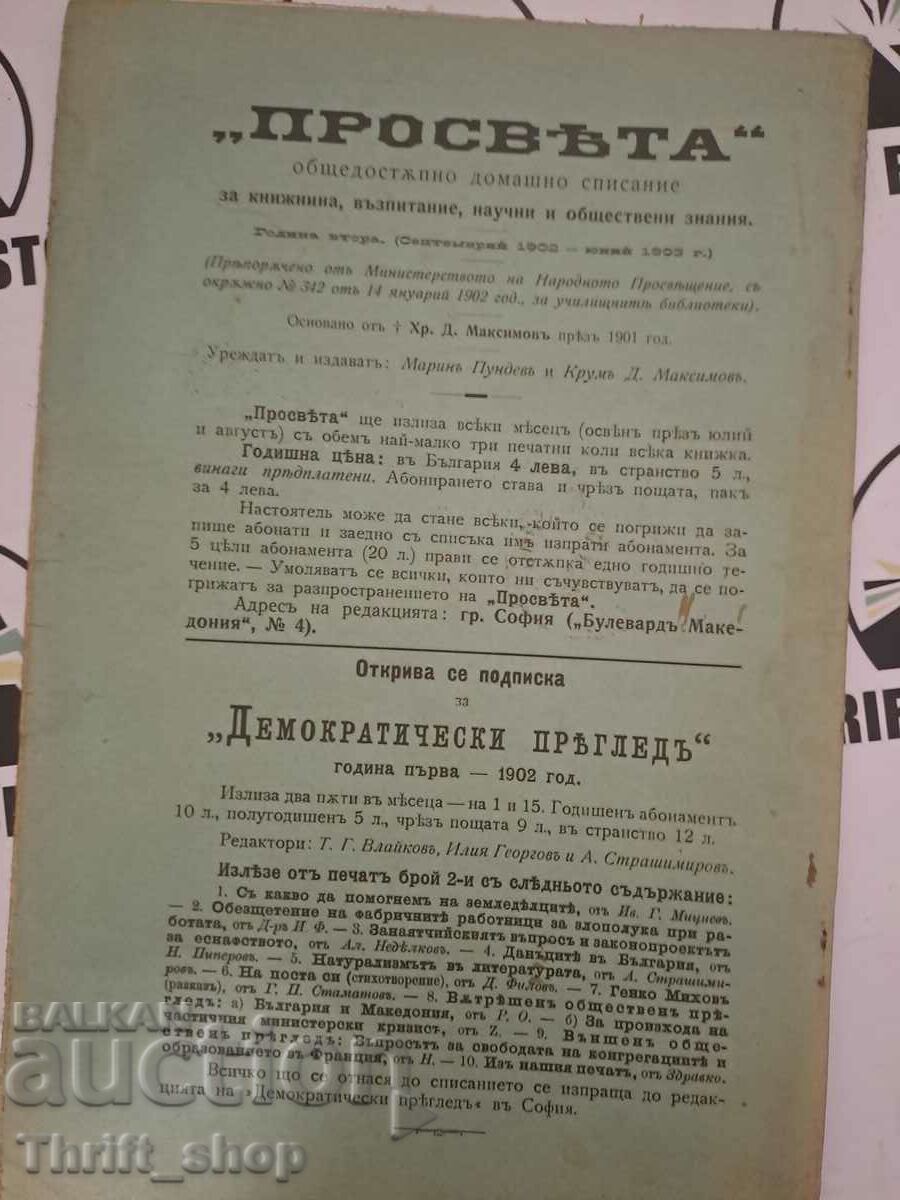 „ПРОСВѢТА“
общедостѫпно домашно списание
за книжнина, възпитание, научни и обществени знания.
Година втора. (Септемврий 1902 – юний 1903 г.)
(Прѣпорѫчено отъ Министерството на Народното Просвѣщение, съ
окрѫжно № 342 отъ 14 януарий 1902 год., за училищнитѣ библиотеки).
Основано отъ † Хр. Д. Максимовъ прѣзъ 1901 год.
Уреждатъ и издаватъ: Маринъ Пундевъ и Крумъ Д. Максимовъ.
„Просвѣта“ ще излиза всѣки мѣсецъ (освѣнъ прѣзъ юлий
и августъ) съ обемъ най-малко три печатни коли всѣка книжка.
Годишна цѣна: въ България 4 лева, въ странство 5 л.,
винаги прѣдплатени. Абонирането става и чрѣзъ пощата, пакъ
за 4 лева.
Настоятель може да стане всѣки, който се погрижи да за-
пише абонати и заедно съ списъка имъ изпрати абонамента. За
5 цѣли абонамента (20 л.) прави се отстѫпка едно годишно те-
чение. — Умоляватъ се всички, които ни съчувствуватъ, да се по-
грижатъ за разпространението на „Просвѣта“.
Адресъ на редакцията: гр. София („Булевардъ Маке-
дония“, № 4).
Открива се подписка
за
„Демократически прѣгледъ“
година първа — 1902 год.
Излиза два пѫти въ мѣсеца — на 1 и 15. Годишенъ абонаментъ
10 л., полугодишен 5 л., чрѣзъ пощата 9 л., въ странство 12 л.
Редактори: Т. Г. Влайковъ, Илия Георговъ и А. Страшимировъ.
Излѣзе отъ печатъ брой 2-и съ слѣдньото съдържание:
1. Съ какво да помогнемъ на земледѣлцитѣ, отъ Ив. Г. Мициевъ.
— 2. Обезщетение на фабричнитѣ работници за злополука при ра-
ботата, отъ Д-ръ Н Ф. — 3. Занаятчийскиятъ въпросъ и законопроектътъ
за еснафството, отъ Ал. Недѣлковъ. — 4. Данъцитѣ въ България, отъ
Н. Пиперовъ. — 5. Натурализмътъ въ литературата, отъ А. Страшими-
ровъ. — 6. На поста си (стихотворение), отъ Д. Филовъ. — 7. Генко Миховъ
(разказъ), отъ Г. П. Стаматовъ. — 8. Вѫтрѣшенъ общественъ прѣ-
гледъ: а) България и Македония, отъ Р. О. — б) За произхода на
частичния министерски кризисъ, отъ Z. — 9. Външенъ обще-
ственъ прѣгледъ: Въпросътъ за свободата на конгрегациитѣ и
образованието въ Франция, отъ Н. — 10. Изъ нашия печатъ, отъ Здравко.
Всичко що се отнася до списанието се изпраща до редак-
цията на »Демократически прѣгледъ« въ София.
BALKAN
auction
Thrift_shop